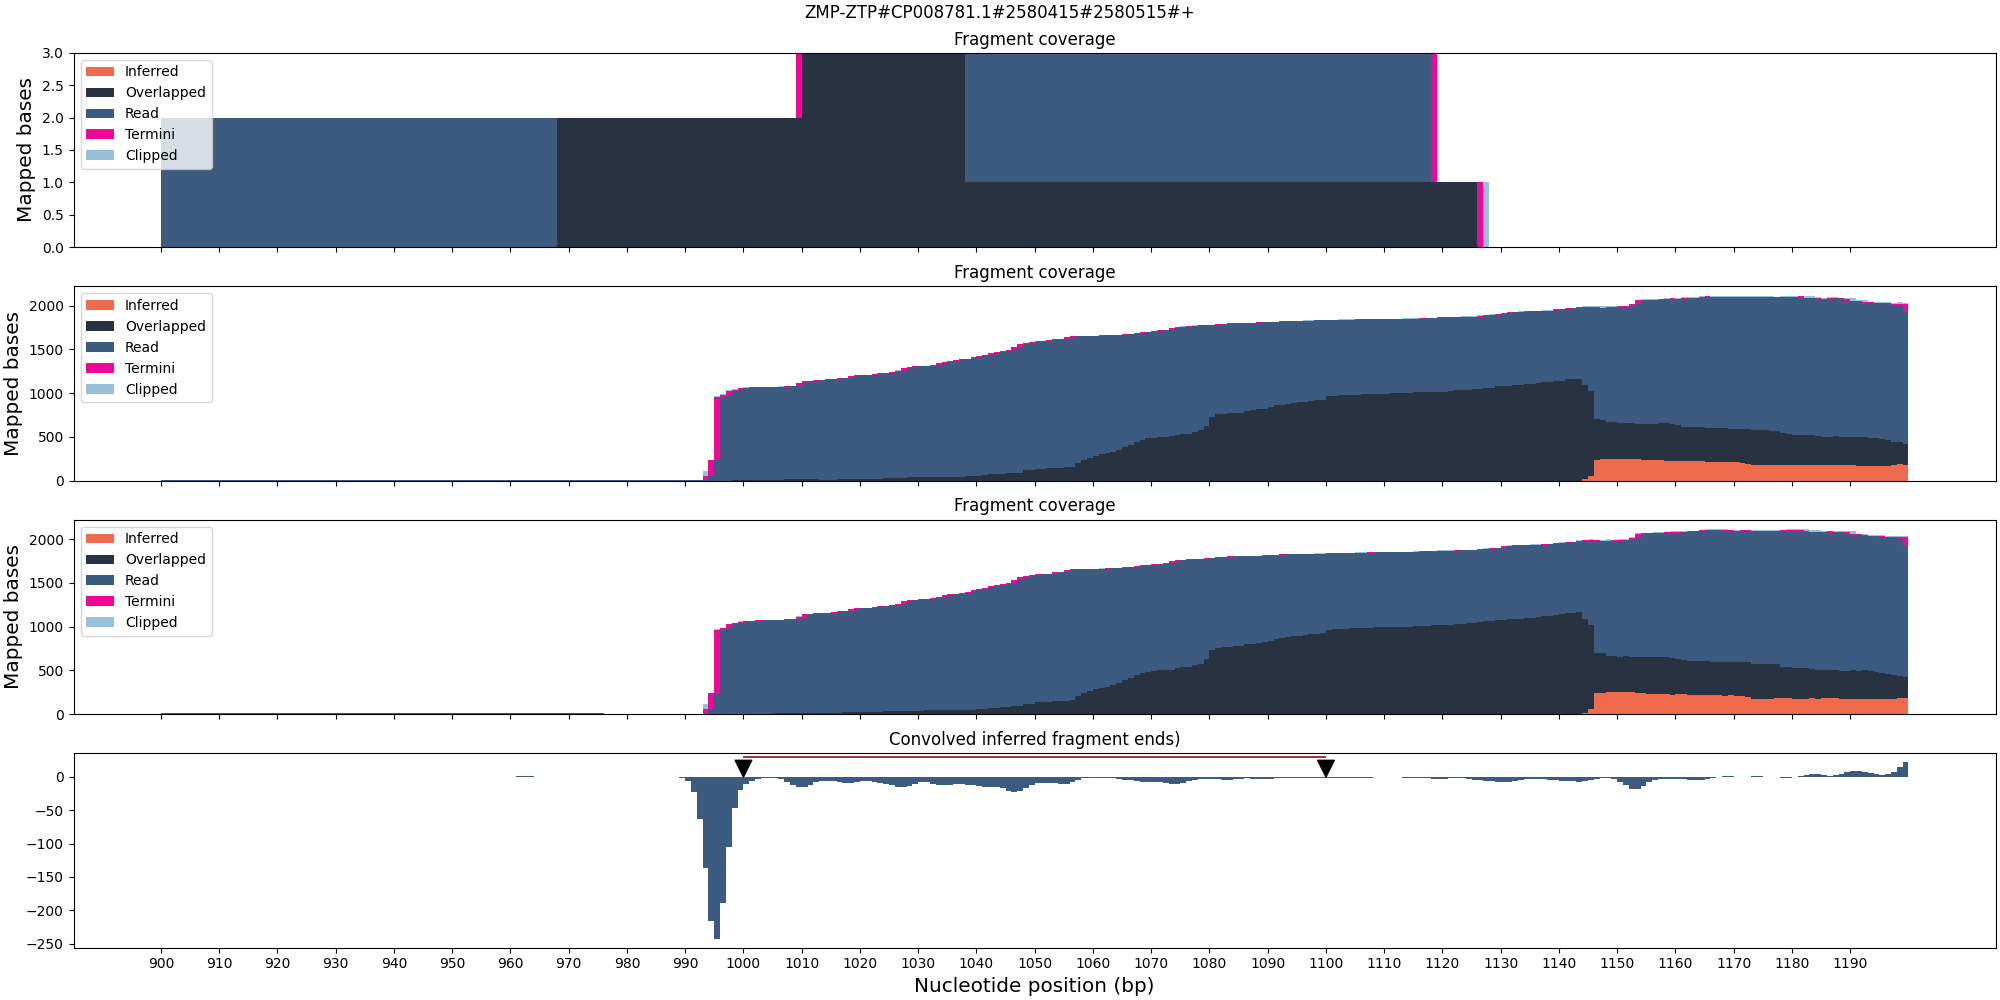 ZMP-ZTP#CP008781.1#2580415#2580515#+
Fragment coverage
Mapped bases
3.0
2.5
2.0
1.5
1.0
0.5
0.0
Inferred
Overlapped
Read
Termini
Clipped
Fragment coverage
Mapped bases
2000
1500
1000
500
0
Inferred
Overlapped
Read
Termini
Clipped
Fragment coverage
Mapped bases
2000
1500
1000
500
0
Inferred
Overlapped
Read
Termini
Clipped
Convolved inferred fragment ends)
0
−50
−100
−150
−200
−250
900 910 920 930 940 950 960 970 980 990 1000 1010 1020 1030 1040 1050 1060 1070 1080 1090 1100 1110 1120 1130 1140 1150 1160 1170 1180 1190
Nucleotide position (bp)